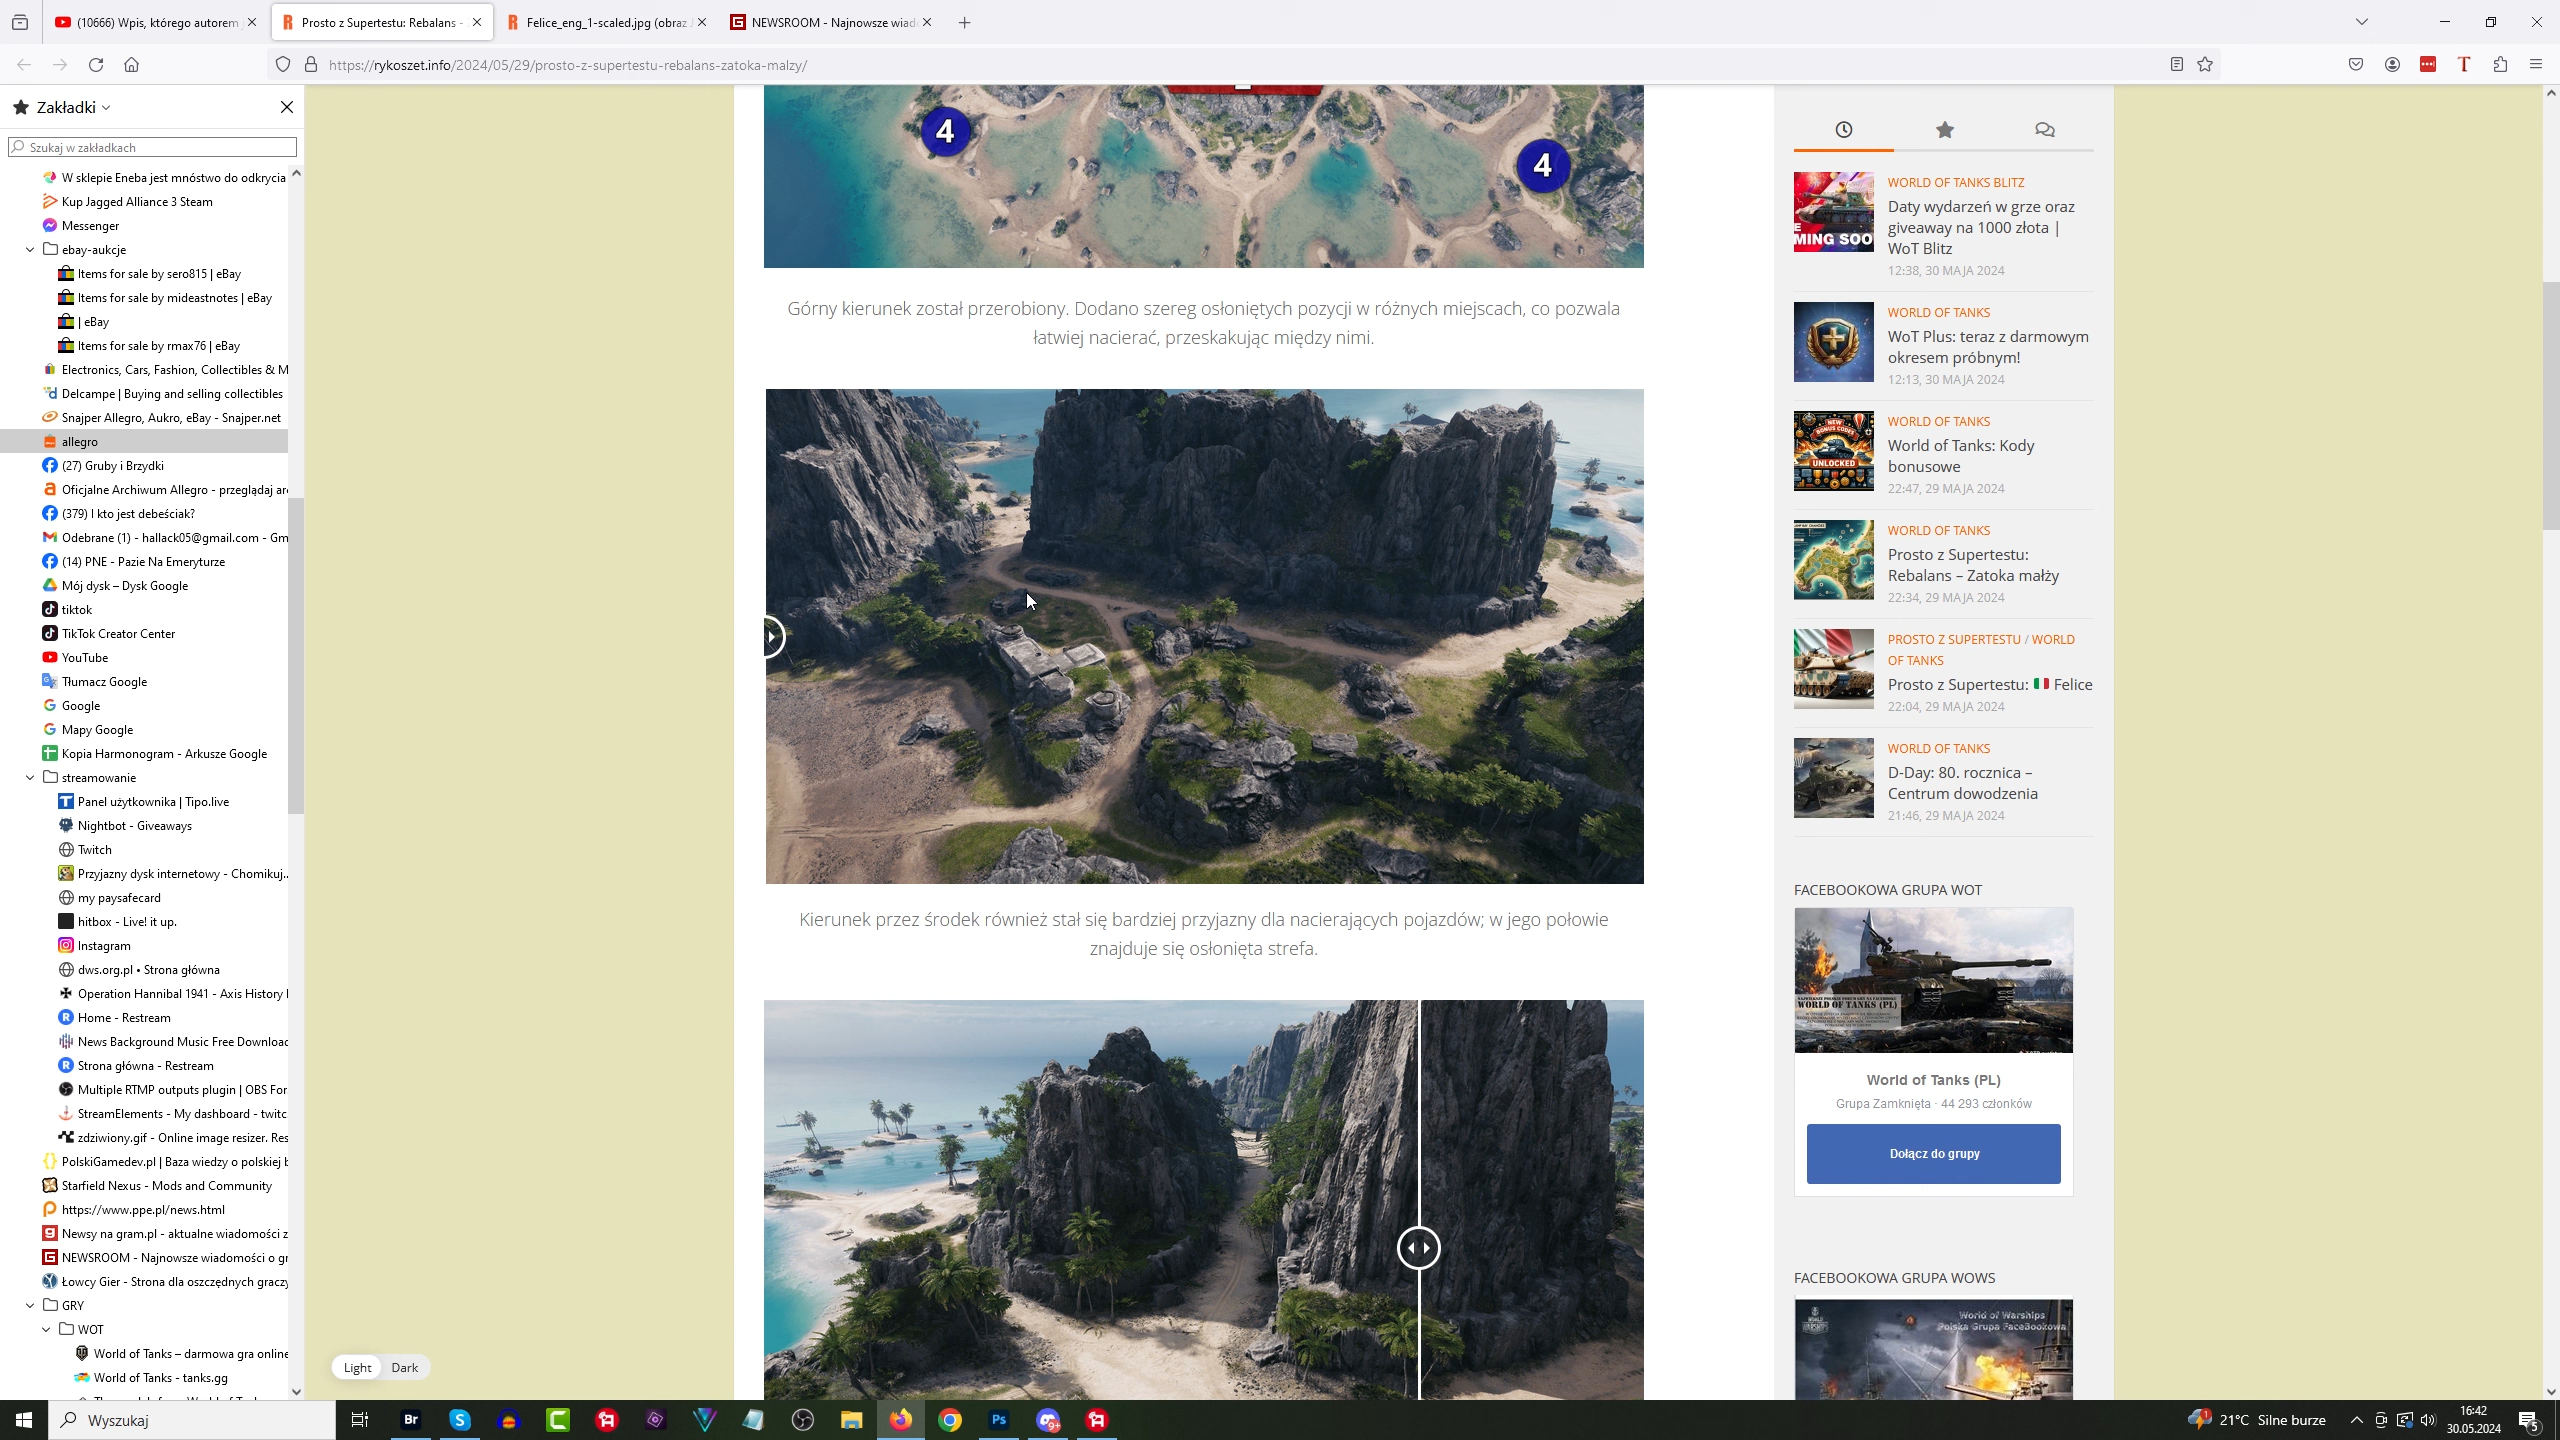 (10666) Wpis, którego autorem
Prosto z Supertestu: Rebalans -
Felice_eng_1-scaled.jpg (obraz
NEWSROOM - Najnowsze wiad
https://rykoszet.info/2024/05/29/prosto-z-supertestu-rebalans-zatoka-malzy/
Zakładki
Szukaj w zakładkach
W sklepie Eneba jest mnóstwo do odkrycia
Kup Jagged Alliance 3 Steam
Messenger
ebay-aukcje
Items for sale by sero815 | eBay
Items for sale by mideastnotes | eBay
| eBay
Items for sale by rmax76 | eBay
Electronics, Cars, Fashion, Collectibles & M
Delcampe | Buying and selling collectibles
Snajper Allegro, Aukro, eBay - Snajper.net
allegro
(27) Gruby i Brzydki
Oficjalne Archiwum Allegro - przeglądaj ar
(379) I kto jest debeściak?
Odebrane (1) - hallack05@gmail.com - Gm
(14) PNE - Pazie Na Emeryturze
Mój dysk – Dysk Google
tiktok
TikTok Creator Center
YouTube
Tłumacz Google
Google
Mapy Google
Kopia Harmonogram - Arkusze Google
streamowanie
Panel użytkownika | Tipo.live
Nightbot - Giveaways
Twitch
Przyjazny dysk internetowy - Chomikuj..
my paysafecard
hitbox - Live! it up.
Instagram
dws.org.pl • Strona główna
Operation Hannibal 1941 - Axis History
Home - Restream
News Background Music Free Downloac
Strona główna - Restream
Multiple RTMP outputs plugin | OBS For
StreamElements - My dashboard - twitc
zdziwiony.gif - Online image resizer. Res
PolskiGamedev.pl | Baza wiedzy o polskiej b
Starfield Nexus - Mods and Community
https://www.ppe.pl/news.html
Newsy na gram.pl - aktualne wiadomości z
NEWSROOM - Najnowsze wiadomości o gr
Łowcy Gier - Strona dla oszczędnych graczy
GRY
WOT
World of Tanks – darmowa gra online
World of Tanks - tanks.gg
4
4
Górny kierunek został przerobiony. Dodano szereg osłoniętych pozycji w różnych miejscach, co pozwala
łatwiej nacierać, przeskakując między nimi.
Kierunek przez środek również stał się bardziej przyjazny dla nacierających pojazdów; w jego połowie
znajduje się osłonięta strefa.
Light
Dark
WORLD OF TANKS BLITZ
Daty wydarzeń w grze oraz
giveaway na 1000 złota |
WoT Blitz
12:38, 30 MAJA 2024
MING SOO
WORLD OF TANKS
WoT Plus: teraz z darmowym
okresem próbnym!
12:13, 30 MAJA 2024
WORLD OF TANKS
World of Tanks: Kody
bonusowe
22:47, 29 MAJA 2024
UNLOCKED
WORLD OF TANKS
Prosto z Supertestu:
Rebalans – Zatoka małży
22:34, 29 MAJA 2024
PROSTO Z SUPERTESTU / WORLD
OF TANKS
Prosto z Supertestu: Felice
22:04, 29 MAJA 2024
WORLD OF TANKS
D-Day: 80. rocznica –
Centrum dowodzenia
21:46, 29 MAJA 2024
FACEBOOKOWA GRUPA WOT
WORLD OF TANKS (PL)
World of Tanks (PL)
Grupa Zamknięta · 44 293 członków
Dołącz do grupy
FACEBOOKOWA GRUPA WOWS
World of Warships
Polska Grupa FaceBookowa
Wyszukaj
Br
Ps
9+
21°C Silne burze
16:42
30.05.2024
5